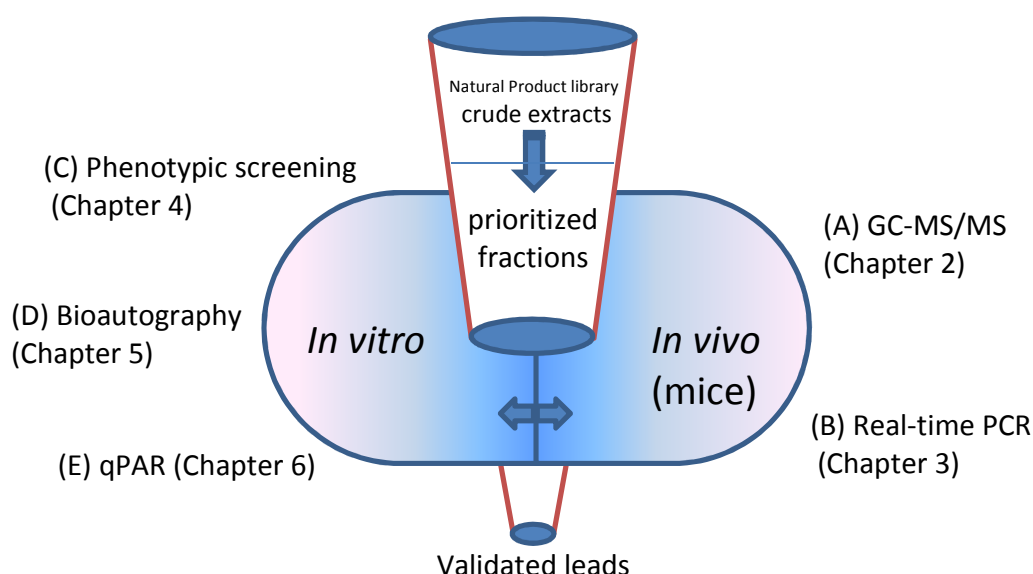 Natural Product library
crude extracts
prioritized
fractions
(C) Phenotypic screening
(Chapter 4)
(D) Bioautography
(Chapter 5)
(E) qPAR (Chapter 6)
In vitro
In vivo
(mice)
(A) GC-MS/MS
(Chapter 2)
(B) Real-time PCR
(Chapter 3)
Validated leads